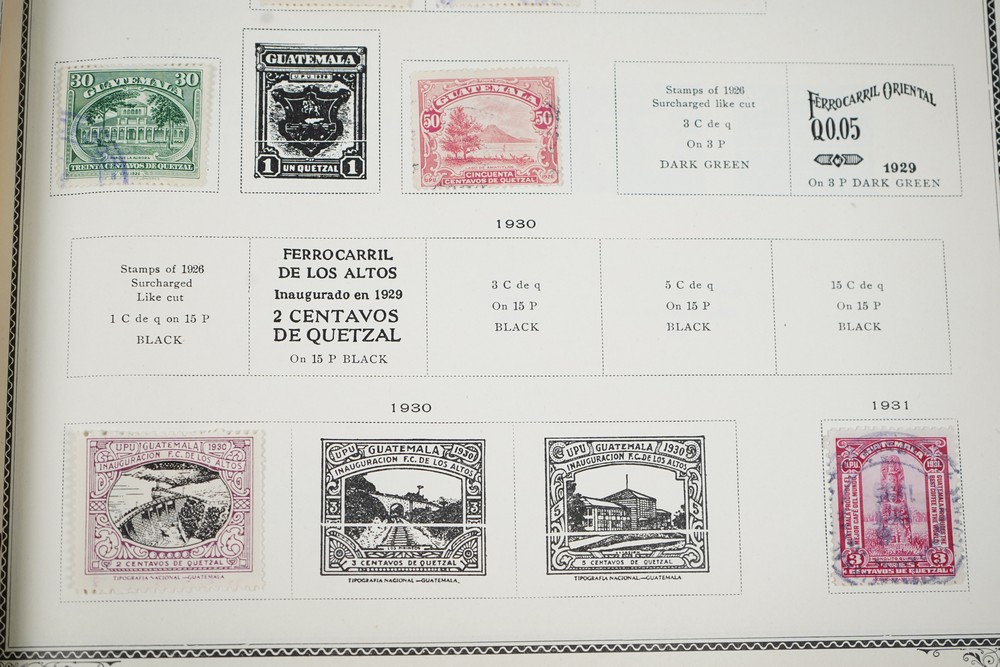 30 GUATEMALA 30
TREINTA CENTAVOS DE QUETZAL
GUATEMALA
U.P.U. 1926
1 UN QUETZAL 1
GUATEMALA
50 50
CINCUENTA
CENTAVOS DE QUETZAL
Stamps of 1926
Surcharged like cut
3 C de q
On 3 P
DARK GREEN
FERROCARRIL ORIENTAL
Q0.05
1929
On 3 P DARK GREEN
1930
Stamps of 1926
Surcharged
Like cut
1 C de q on 15 P
BLACK
FERROCARRIL
DE LOS ALTOS
Inaugurado en 1929
2 CENTAVOS
DE QUETZAL
On 15 P BLACK
3 C de q
On 15 P
BLACK
5 C de q
On 15 P
BLACK
15 C de q
On 15 P
BLACK
1930
1931
UPU GUATEMALA 1930
INAUGURACION F.C. DE LOS ALTOS
2 CENTAVOS DE QUETZAL
TIPOGRAFIA NACIONAL—GUATEMALA.
UPU GUATEMALA 1930
INAUGURACION F.C. DE LOS ALTOS
3 CENTAVOS DE QUETZAL
TIPOGRAFIA NACIONAL—GUATEMALA.
UPU GUATEMALA 1930
INAUGURACION F.C. DE LOS ALTOS
5 CENTAVOS DE QUETZAL
TIPOGRAFIA NACIONAL—GUATEMALA.
GUATEMALA
U.P.U. 1931
3 3
CENTAVOS DE QUETZAL